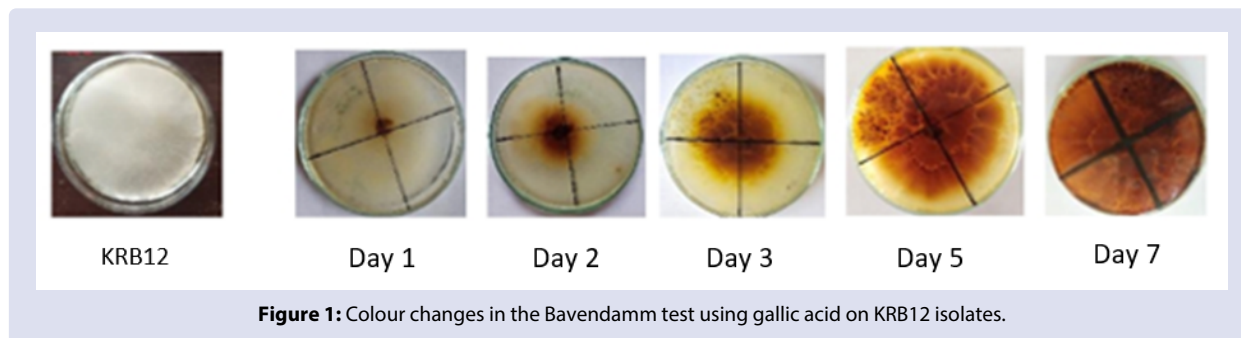 KRB12
Day 1
Day 2
Day 3
Day 5
Day 7
Figure 1: Colour changes in the Bavendamm test using gallic acid on KRB12 isolates.